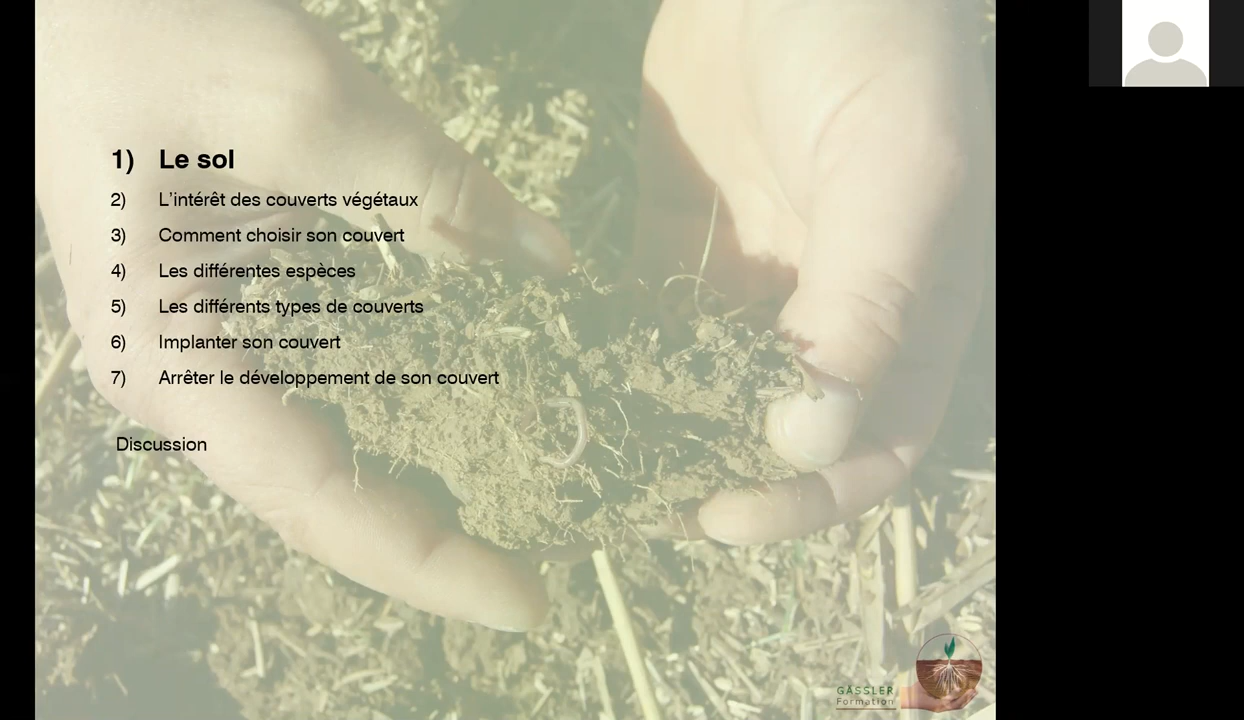 1) Le sol
2) L'intérêt des couverts végétaux
3) Comment choisir son couvert
4) Les différentes espèces
5) Les différents types de couverts
6) Implanter son couvert
7) Arrêter le développement de son couvert
Discussion
GÄSSLER
Formation